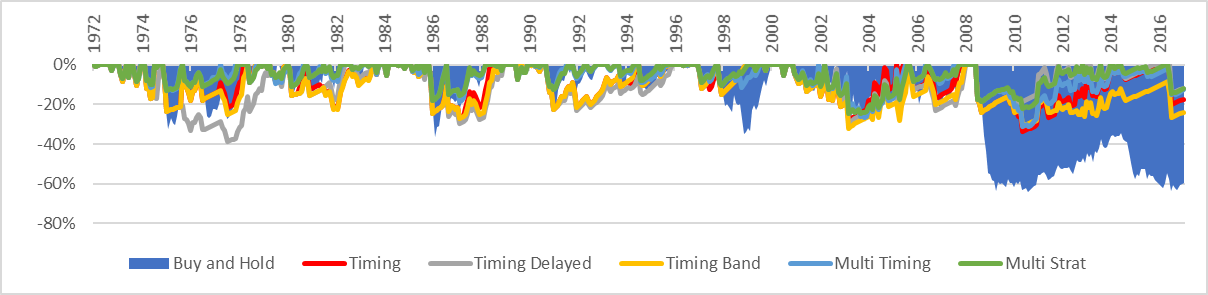 1972 1974 1976 1978 1980 1982 1984 1986 1988 1990 1992 1994 1996 1998 2000 2002 2004 2006 2008 2010 2012 2014 2016
0%
-20%
-40%
-60%
-80%
Buy and Hold Timing Timing Delayed Timing Band Multi Timing Multi Strat